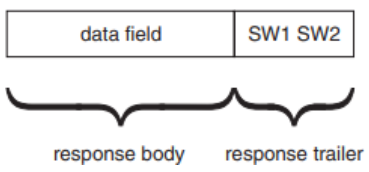 data field SW1 SW2
response body response trailer